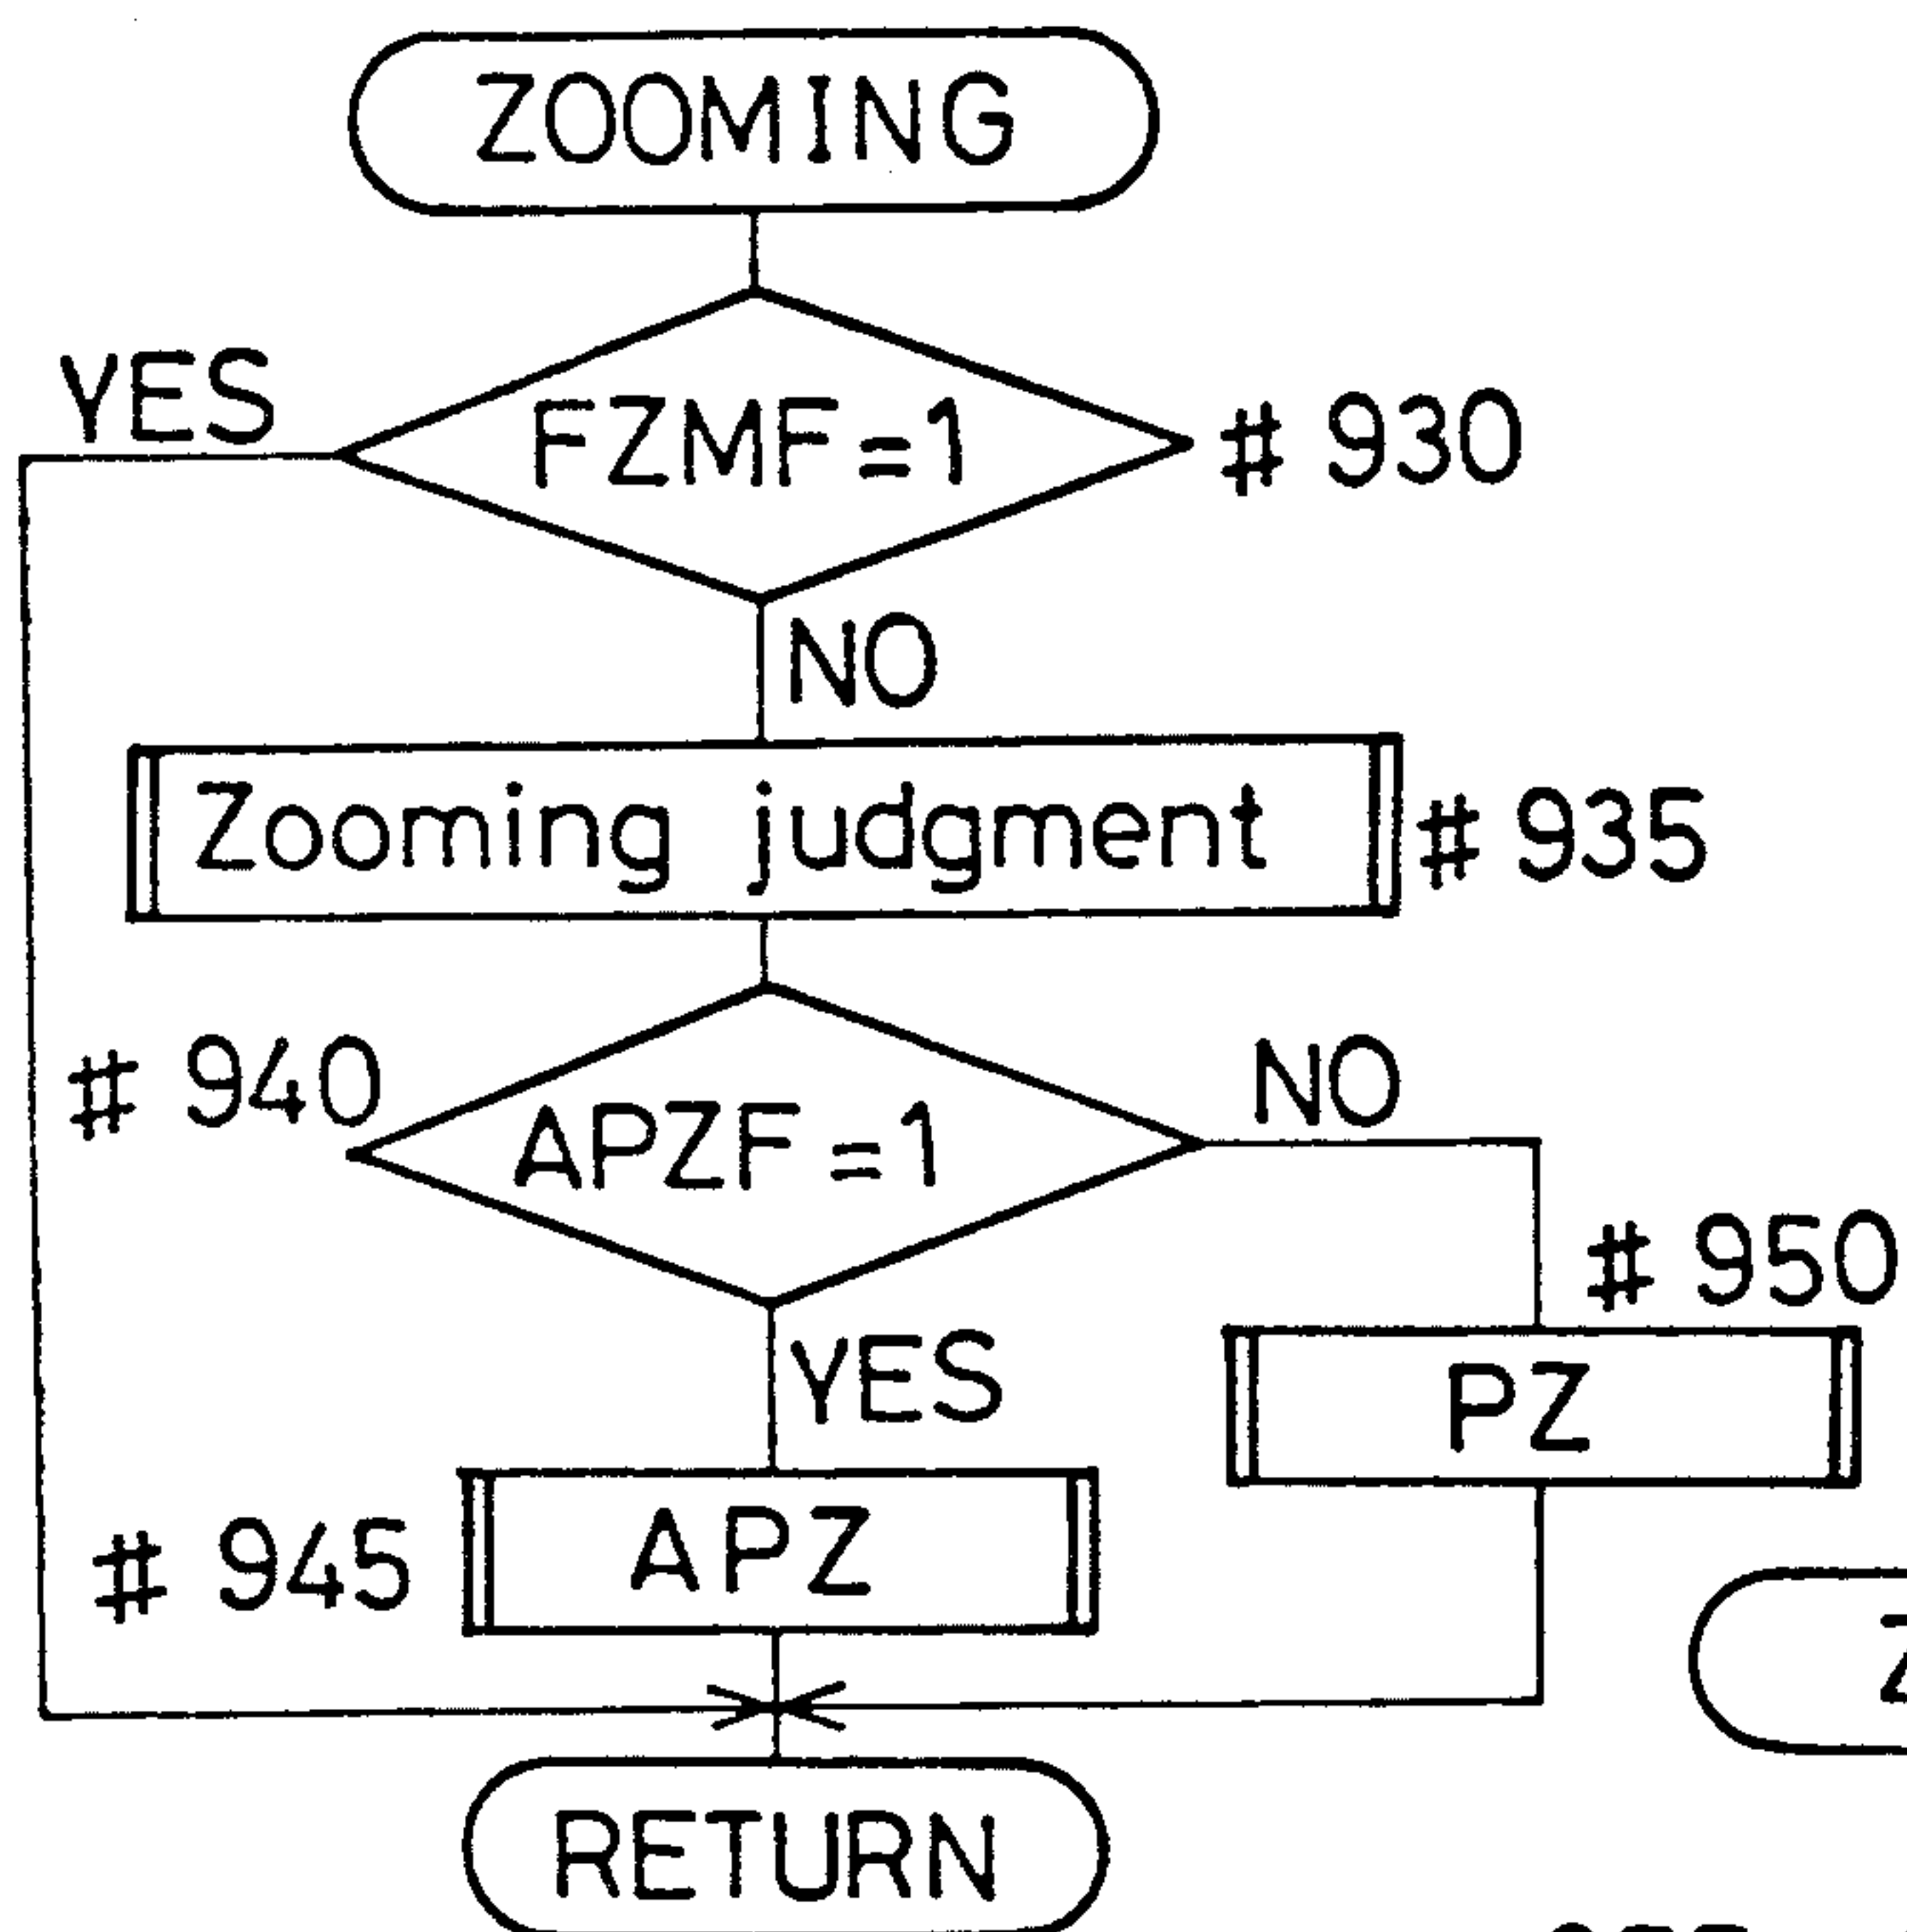 ZOOMING
YES
FZMF=1
# 930
NO
Zooming judgment
# 935
# 940
APZF=1
NO
# 950
YES
PZ
# 945
APZ
RETURN